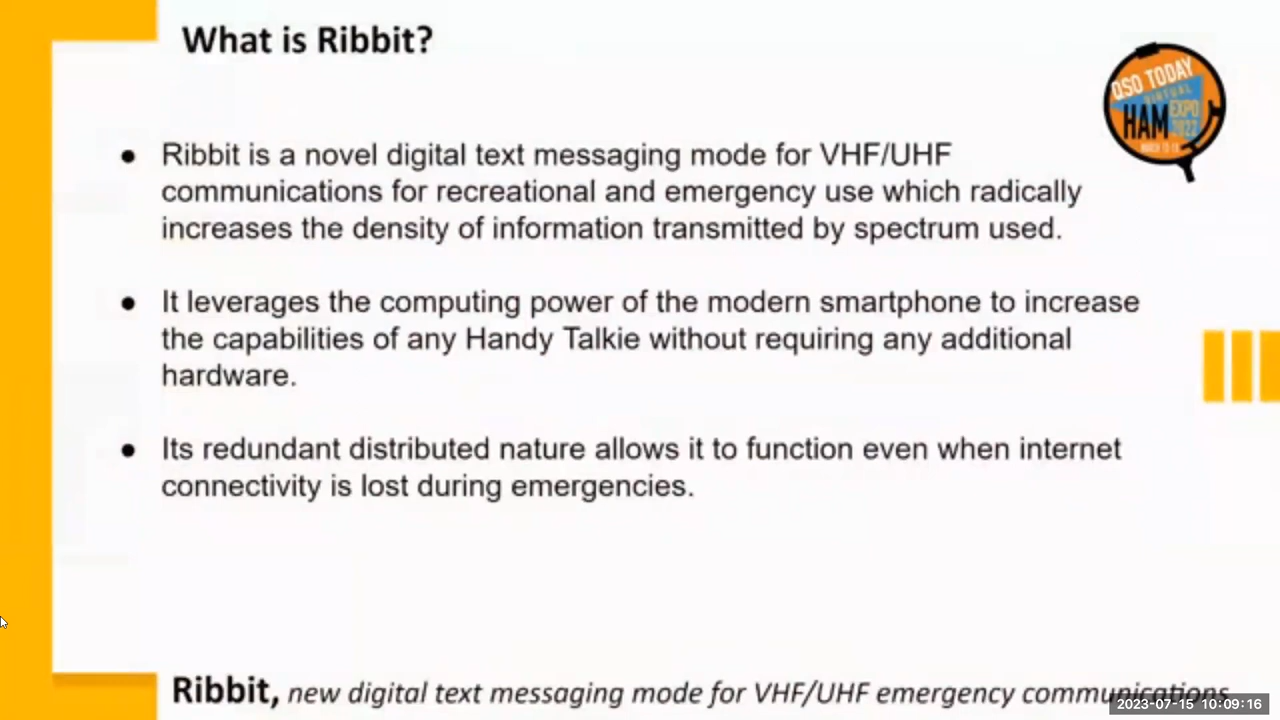 What is Ribbit?
QSO TODAY
VIRTUAL
HAM EXPO
2022
● Ribbit is a novel digital text messaging mode for VHF/UHF
communications for recreational and emergency use which radically
increases the density of information transmitted by spectrum used.
● It leverages the computing power of the modern smartphone to increase
the capabilities of any Handy Talkie without requiring any additional
hardware.
● Its redundant distributed nature allows it to function even when internet
connectivity is lost during emergencies.
Ribbit, new digital text messaging mode for VHF/UHF emergency communications
2023-07-15 10:09:16